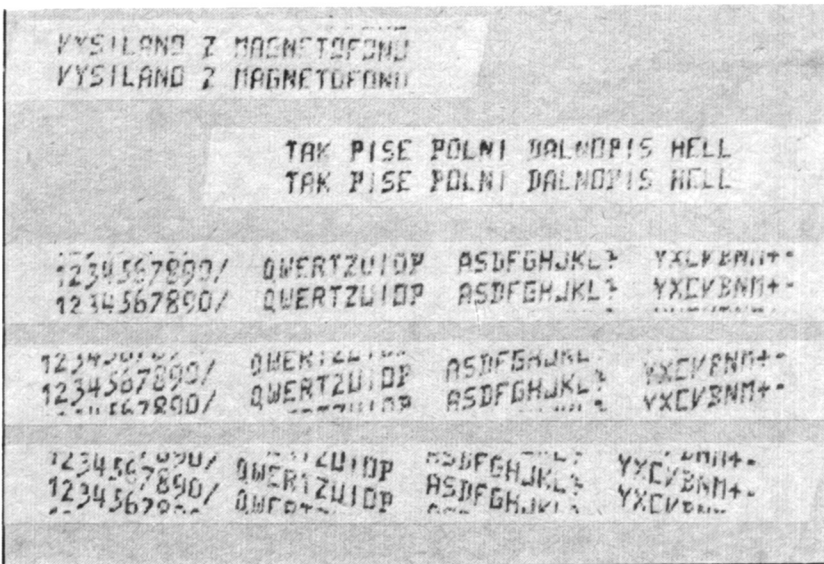 VYSILANO Z MAGNETOFONU
VYSILANO Z MAGNETOFONU
TAK PISE POLNI DALNOPIS HELL
TAK PISE POLNI DALNOPIS HELL
1234567890/ QWERTZUIOP ASDFGHJKL? YXCVBNM+-
1234567890/ QWERTZUIOP ASDFGHJKL? YXCVBNM+-
QWERTZUIOP ASDFGHJKL YXCVBNM+-
1234567890/ QWERTZUIOP ASDFGHJKL? YXCVBNM+-
QWERTZUIOP ASDFGHJKL? YXCVBNM+-
1234567890/ QWERTZUIOP ASDFGHJKL? YXCVBNM+-